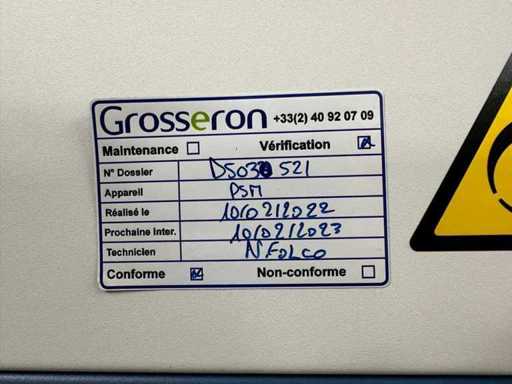 Grosseron +33(2) 40 92 07 09
Maintenance Vérification
N° Dossier
Appareil PSM
Réalisé le 10/02/2022
Prochaine Inter. 10/02/2023
Technicien N FOLCO
Conforme Non-conforme